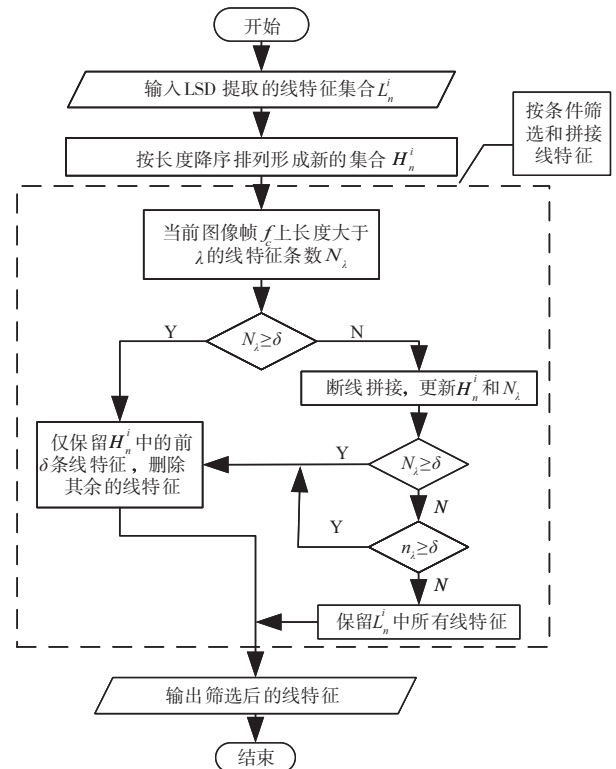 开始
输入LSD 提取的线特征集合 $L_n^i$
按长度降序排列形成新的集合 $H_n^i$
按条件筛
选和拼接
线特征
当前图像帧 $f_c$ 上长度大于
λ的线特征条数 $N_λ$
$N_λ$≥δ
Y
N
断线拼接，更新$H_n^i$和$N_λ$
仅保留$H_n^i$中的前
δ条线特征，删除
其余的线特征
$N_λ$≥δ
Y
N
$n_λ$≥δ
Y
N
保留$L_n^i$中所有线特征
输出筛选后的线特征
结束